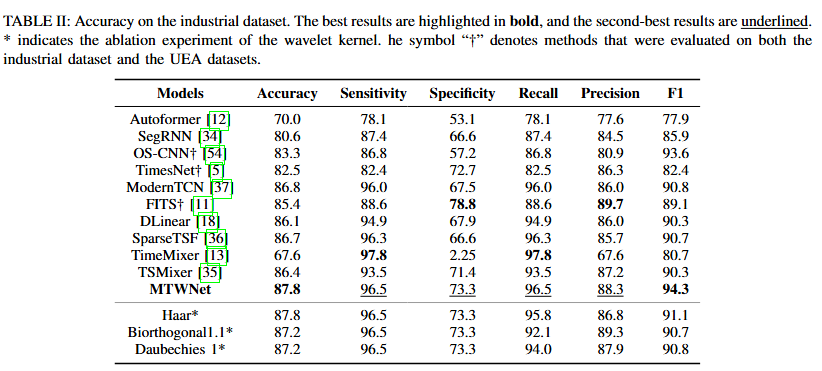 TABLE II: Accuracy on the industrial dataset. The best results are highlighted in bold, and the second-best results are underlined.
* indicates the ablation experiment of the wavelet kernel. he symbol “†” denotes methods that were evaluated on both the
industrial dataset and the UEA datasets.
Models Accuracy Sensitivity Specificity Recall Precision F1
Autoformer [12] 70.0 78.1 53.1 78.1 77.6 77.9
SegRNN [34] 80.6 87.4 66.6 87.4 84.5 85.9
OS-CNN† [54] 83.3 86.8 57.2 86.8 80.9 93.6
TimesNet† [5] 82.5 82.4 72.7 82.5 86.3 82.4
ModernTCN [37] 86.8 96.0 67.5 96.0 86.0 90.8
FITS† [11] 85.4 88.6 78.8 88.6 89.7 89.1
DLinear [18] 86.1 94.9 67.9 94.9 86.0 90.3
SparseTSF [36] 86.7 96.3 66.6 96.3 85.7 90.7
TimeMixer [13] 67.6 97.8 2.25 97.8 67.6 80.7
TSMixer [35] 86.4 93.5 71.4 93.5 87.2 90.3
MTWNet 87.8 96.5 73.3 96.5 88.3 94.3
Haar* 87.8 96.5 73.3 95.8 86.8 91.1
Biorthogonal1.1* 87.2 96.5 73.3 92.1 89.3 90.7
Daubechies 1* 87.2 96.5 73.3 94.0 87.9 90.8